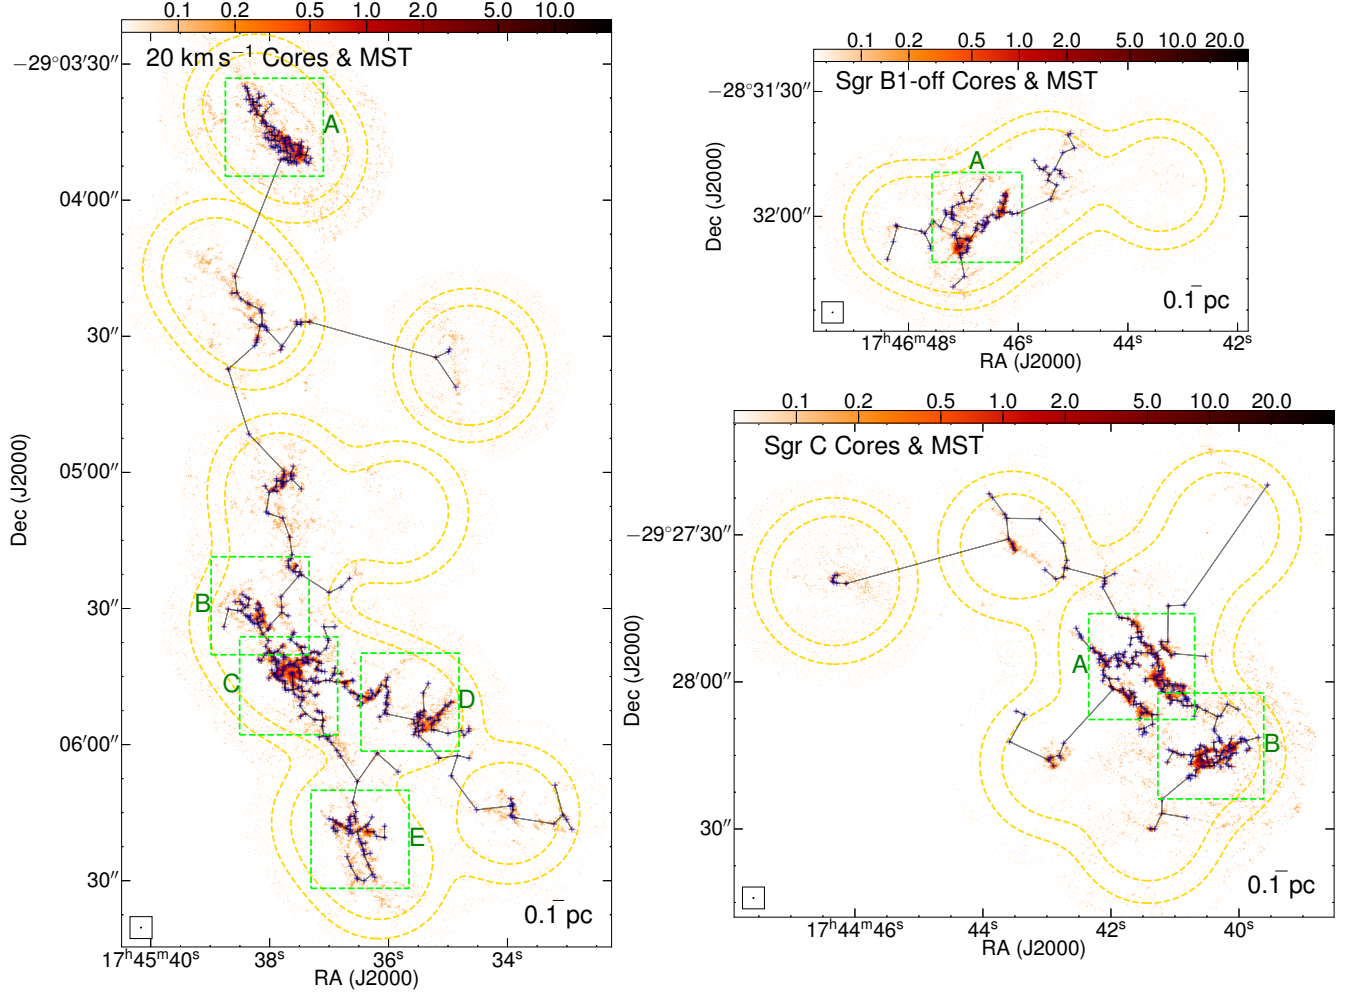 0.1 0.2 0.5 1.0 2.0 5.0 10.0
20 km s⁻¹ Cores & MST
−29°03′30″
04′00″
30″
05′00″
30″
06′00″
30″
Dec (J2000)
A
B
C
D
E
0.1 pc
17ʰ45ᵐ40ˢ 38ˢ 36ˢ 34ˢ
RA (J2000)
0.1 0.2 0.5 1.0 2.0 5.0 10.0 20.0
Sgr B1-off Cores & MST
−28°31′30″
32′00″
Dec (J2000)
A
0.1 pc
17ʰ46ᵐ48ˢ 46ˢ 44ˢ 42ˢ
RA (J2000)
0.1 0.2 0.5 1.0 2.0 5.0 10.0 20.0
Sgr C Cores & MST
−29°27′30″
28′00″
30″
Dec (J2000)
A
B
0.1 pc
17ʰ44ᵐ46ˢ 44ˢ 42ˢ 40ˢ
RA (J2000)